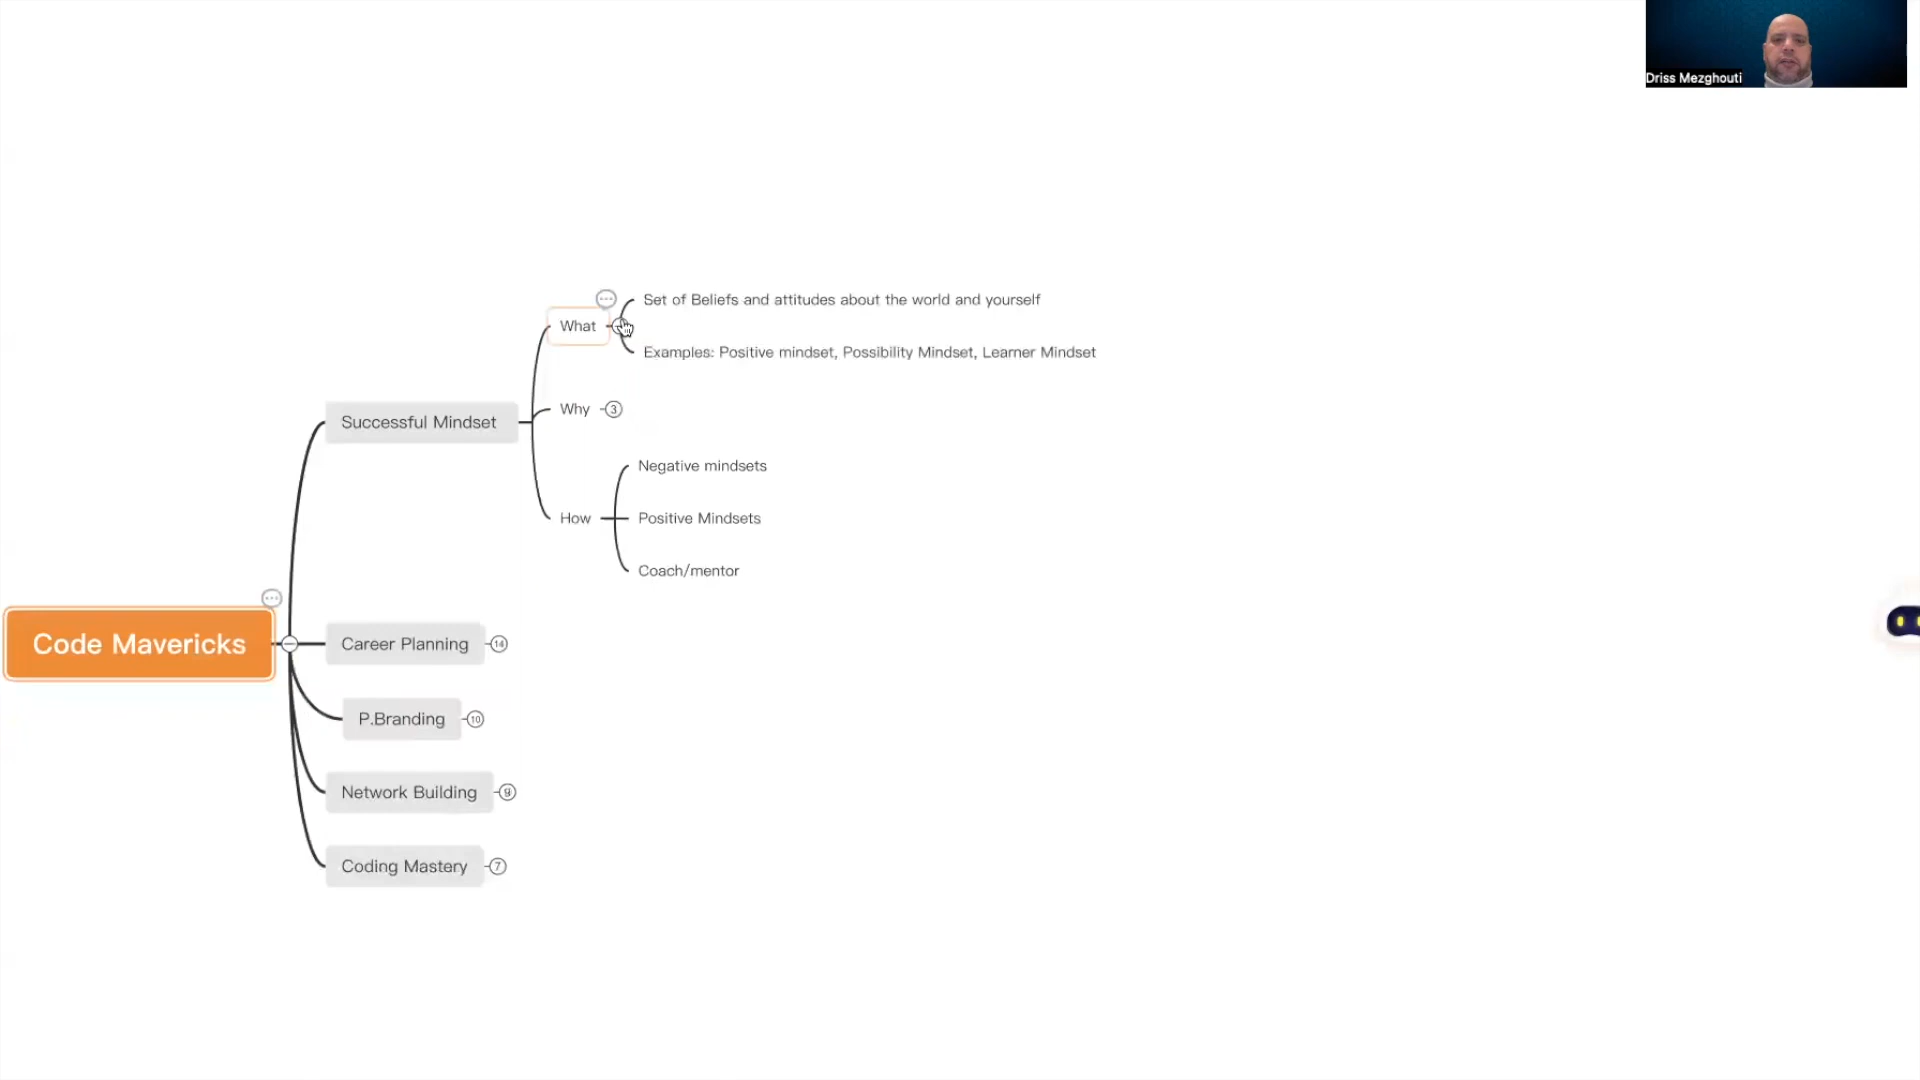 Driss Mezghouti
Set of Beliefs and attitudes about the world and yourself
What
Examples: Positive mindset, Possibility Mindset, Learner Mindset
Why 3
Successful Mindset
Negative mindsets
How
Positive Mindsets
Coach/mentor
Code Mavericks
Career Planning 14
P.Branding 10
Network Building 9
Coding Mastery 7